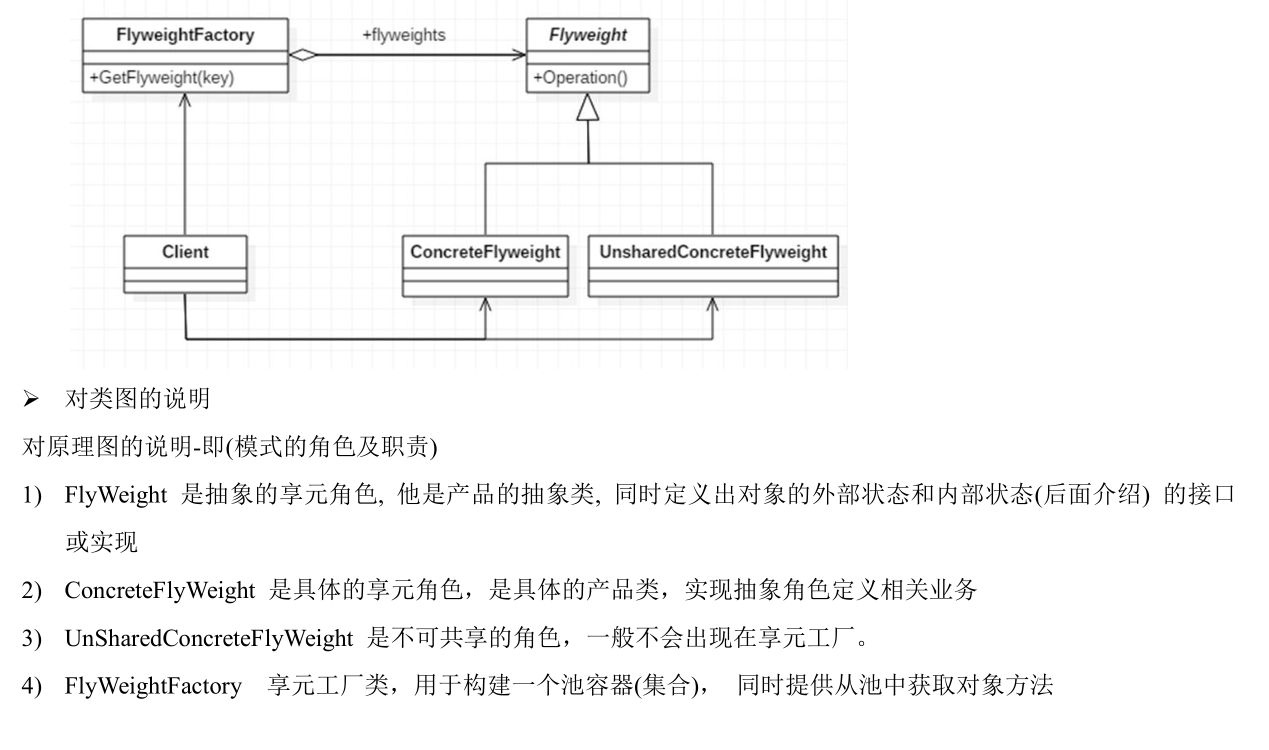 FlyweightFactory
+flyweights
Flyweight
+GetFlyweight(key)
+Operation()
Client
ConcreteFlyweight
UnsharedConcreteFlyweight
➢ 对类图的说明
对原理图的说明-即(模式的角色及职责)
1) FlyWeight 是抽象的享元角色, 他是产品的抽象类, 同时定义出对象的外部状态和内部状态(后面介绍) 的接口
或实现
2) ConcreteFlyWeight 是具体的享元角色，是具体的产品类，实现抽象角色定义相关业务
3) UnSharedConcreteFlyWeight 是不可共享的角色，一般不会出现在享元工厂。
4) FlyWeightFactory 享元工厂类，用于构建一个池容器(集合)， 同时提供从池中获取对象方法